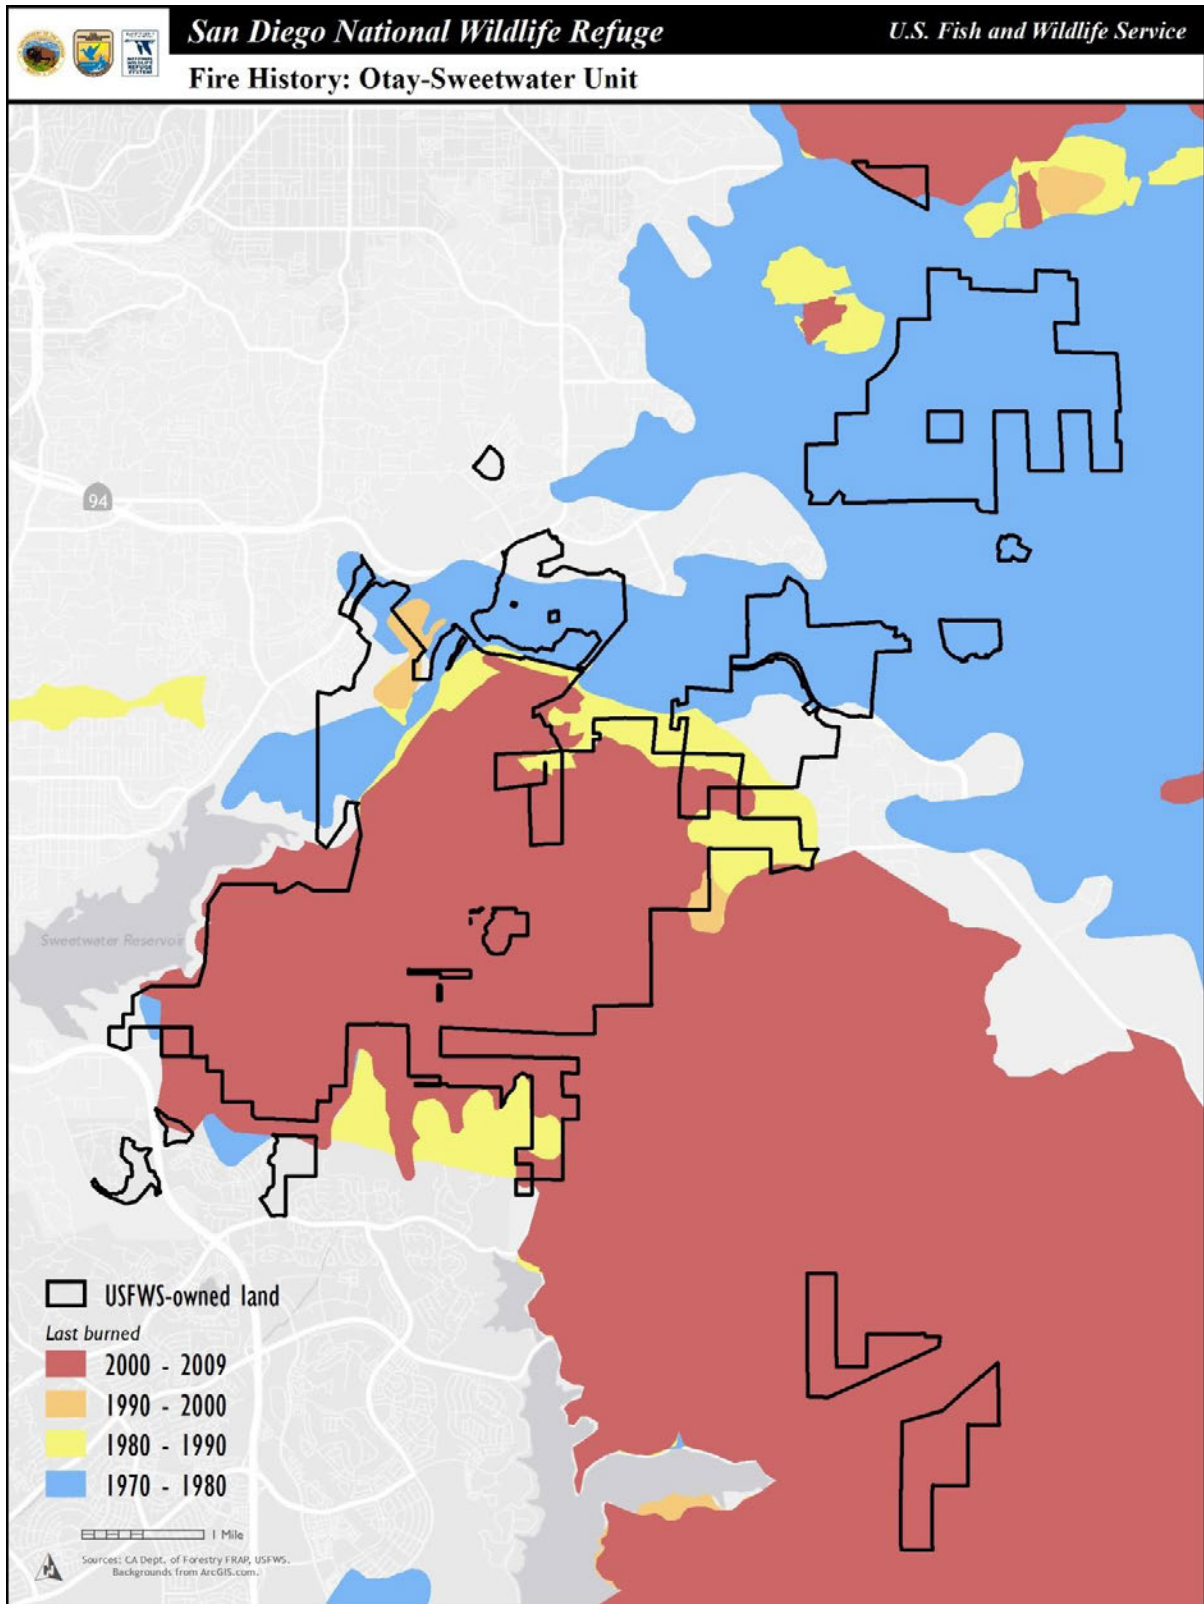 San Diego National Wildlife Refuge
U.S. Fish and Wildlife Service
Fire History: Otay-Sweetwater Unit
94
Sweetwater Reservoir
USFWS-owned land
Last burned
2000 - 2009
1990 - 2000
1980 - 1990
1970 - 1980
1 Mile
Sources: CA Dept. of Forestry FRAP, USFWS.
Backgrounds from ArcGIS.com.